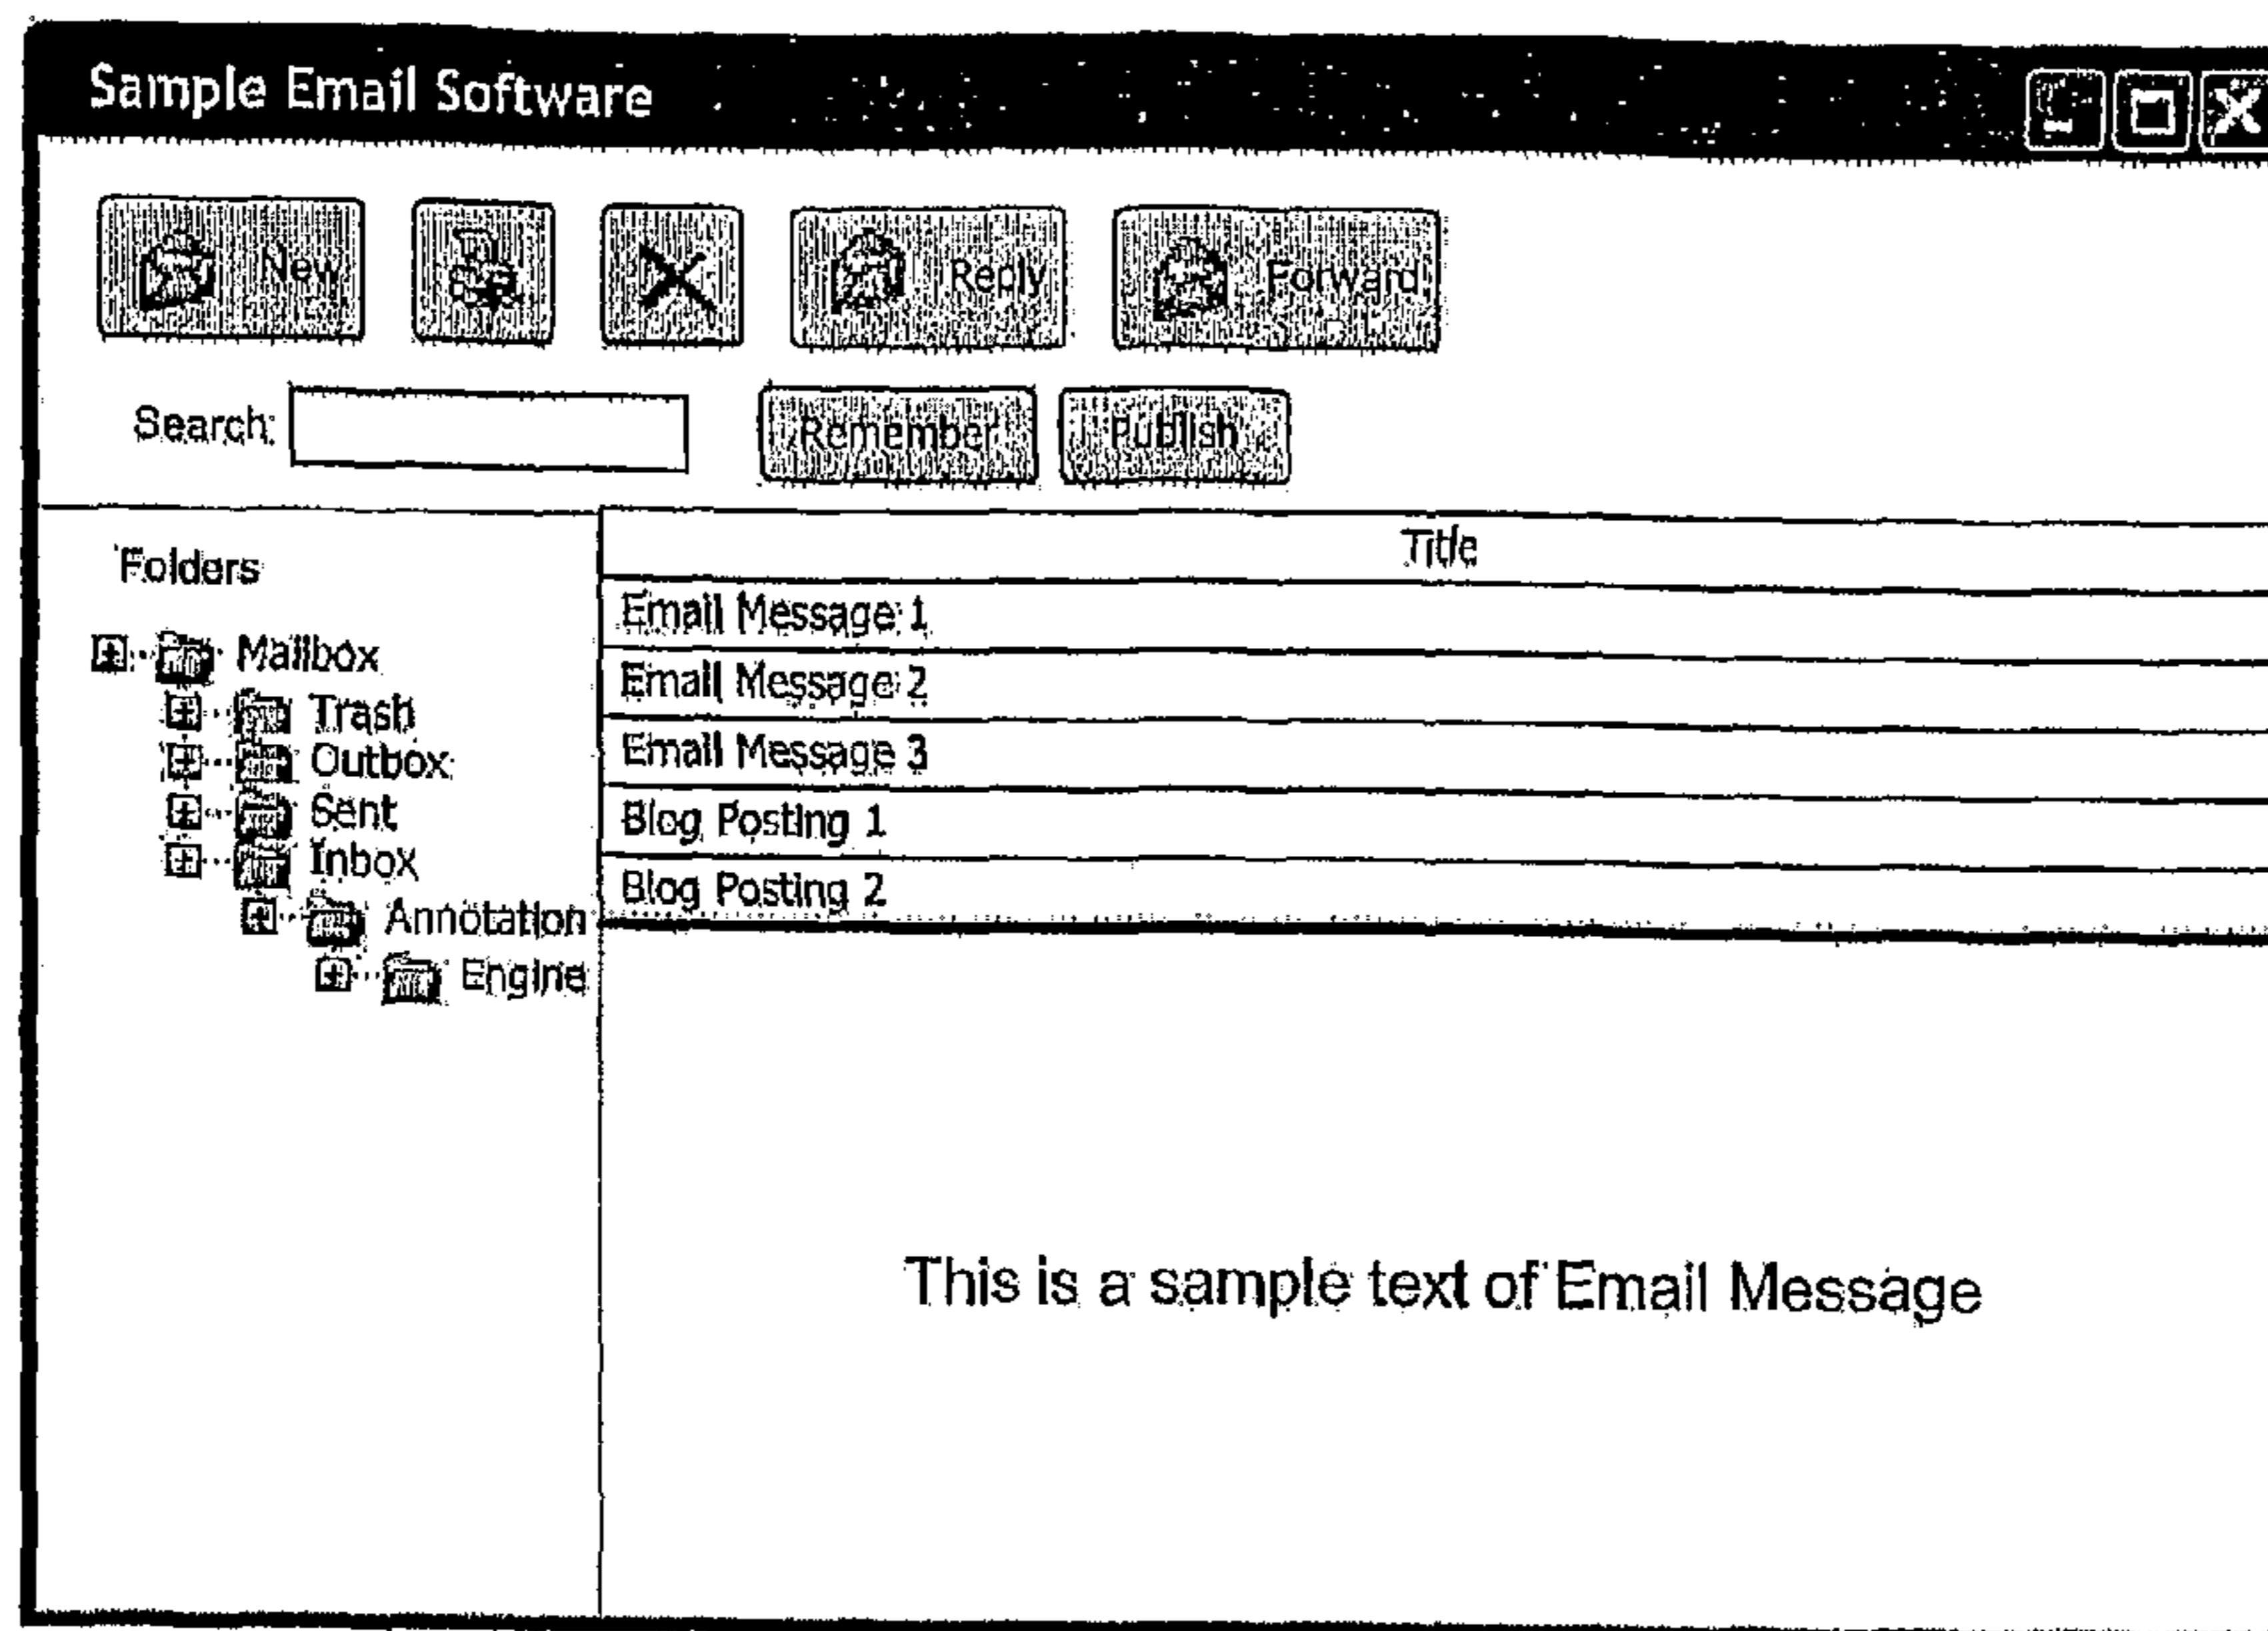 Sample Email Software
New Reply Forward
Search: Remember Publish
Folders
Mailbox
Trash
Outbox
Sent
Inbox
Annotation
Engine
Title
Email Message 1
Email Message 2
Email Message 3
Blog Posting 1
Blog Posting 2
This is a sample text of Email Message